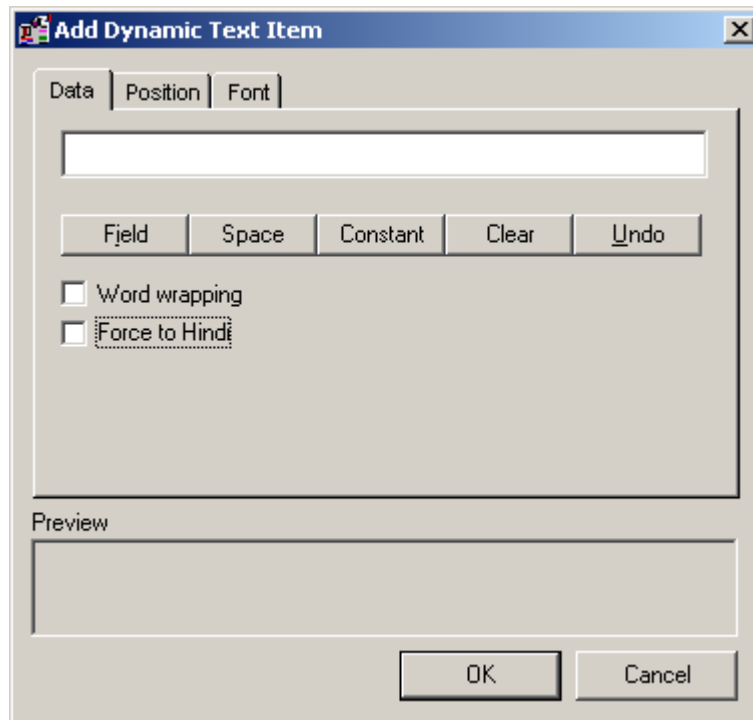 Add Dynamic Text Item
Data Position Font
Field Space Constant Clear Undo
Word wrapping
Force to Hindi
Preview
OK Cancel